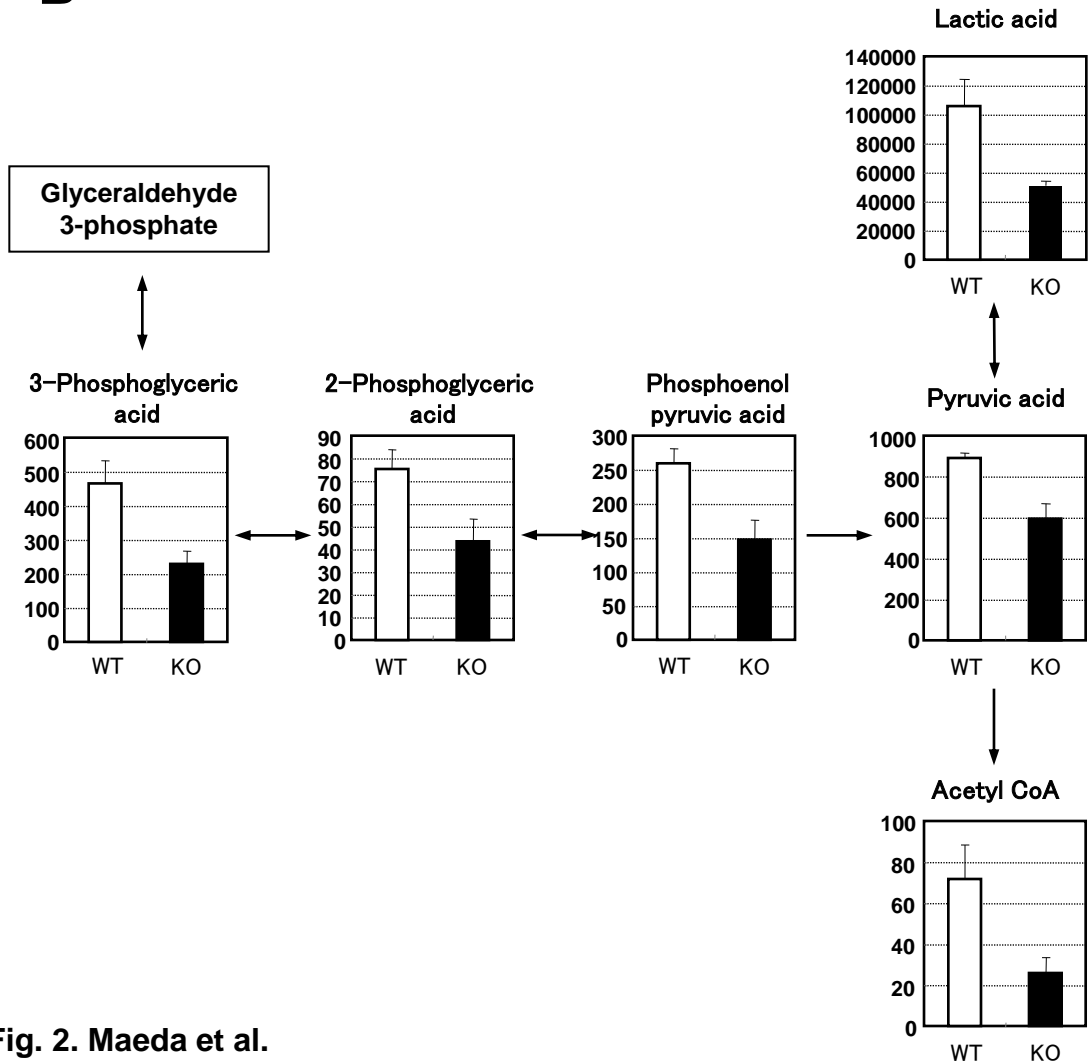 Lactic acid
140000
120000
100000
80000
60000
40000
20000
0
WT KO
Glyceraldehyde
3-phosphate
3-Phosphoglyceric
acid
600
500
400
300
200
100
0
WT KO
2-Phosphoglyceric
acid
90
80
70
60
50
40
30
20
10
0
WT KO
Phosphoenol
pyruvic acid
300
250
200
150
100
50
0
WT KO
Pyruvic acid
1000
800
600
400
200
0
WT KO
Acetyl CoA
100
80
60
40
20
0
WT KO
Fig. 2. Maeda et al.